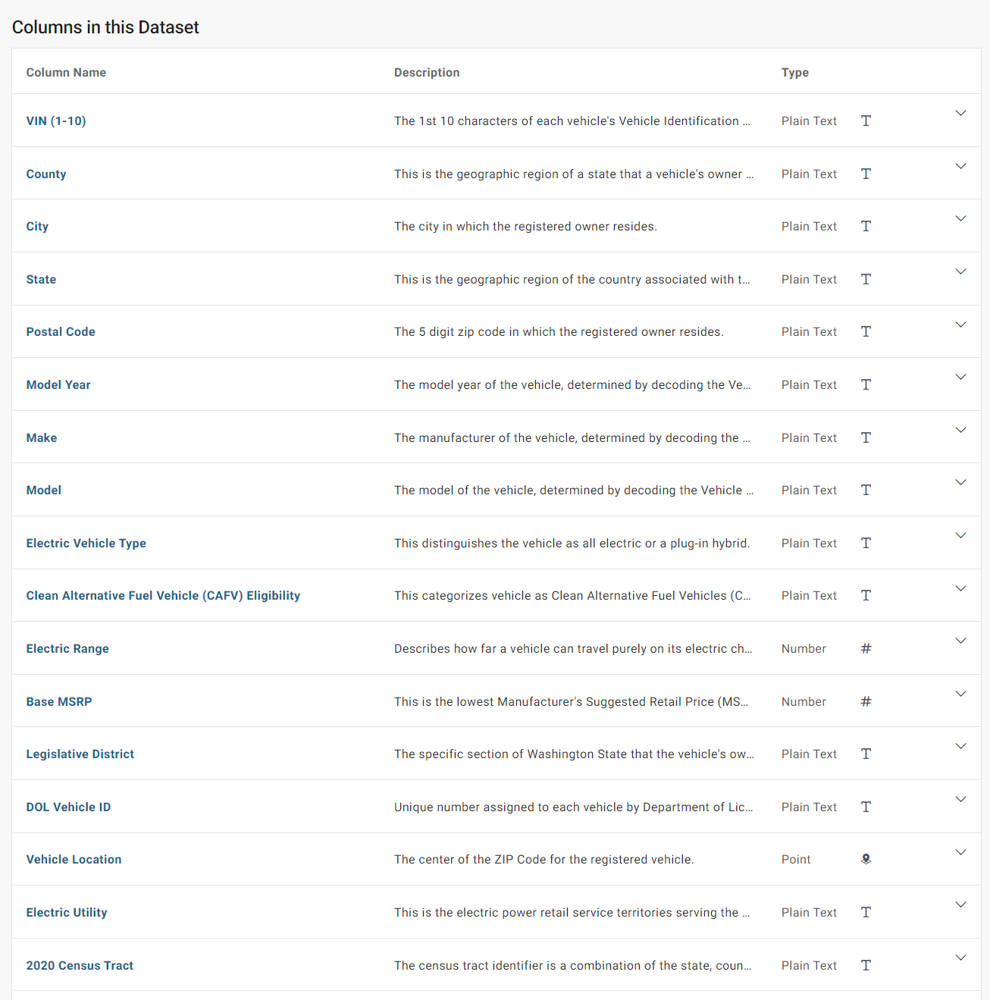 Columns in this Dataset
Column Name Description Type
VIN (1-10) The 1st 10 characters of each vehicle's Vehicle Identification ... Plain Text
County This is the geographic region of a state that a vehicle's owner ... Plain Text
City The city in which the registered owner resides. Plain Text
State This is the geographic region of the country associated with t... Plain Text
Postal Code The 5 digit zip code in which the registered owner resides. Plain Text
Model Year The model year of the vehicle, determined by decoding the Ve... Plain Text
Make The manufacturer of the vehicle, determined by decoding the ... Plain Text
Model The model of the vehicle, determined by decoding the Vehicle ... Plain Text
Electric Vehicle Type This distinguishes the vehicle as all electric or a plug-in hybrid. Plain Text
Clean Alternative Fuel Vehicle (CAFV) Eligibility This categorizes vehicle as Clean Alternative Fuel Vehicles (C... Plain Text
Electric Range Describes how far a vehicle can travel purely on its electric ch... Number #
Base MSRP This is the lowest Manufacturer's Suggested Retail Price (MS... Number #
Legislative District The specific section of Washington State that the vehicle's ow... Plain Text
DOL Vehicle ID Unique number assigned to each vehicle by Department of Lic... Plain Text
Vehicle Location The center of the ZIP Code for the registered vehicle. Point
Electric Utility This is the electric power retail service territories serving the ... Plain Text
2020 Census Tract The census tract identifier is a combination of the state, coun... Plain Text